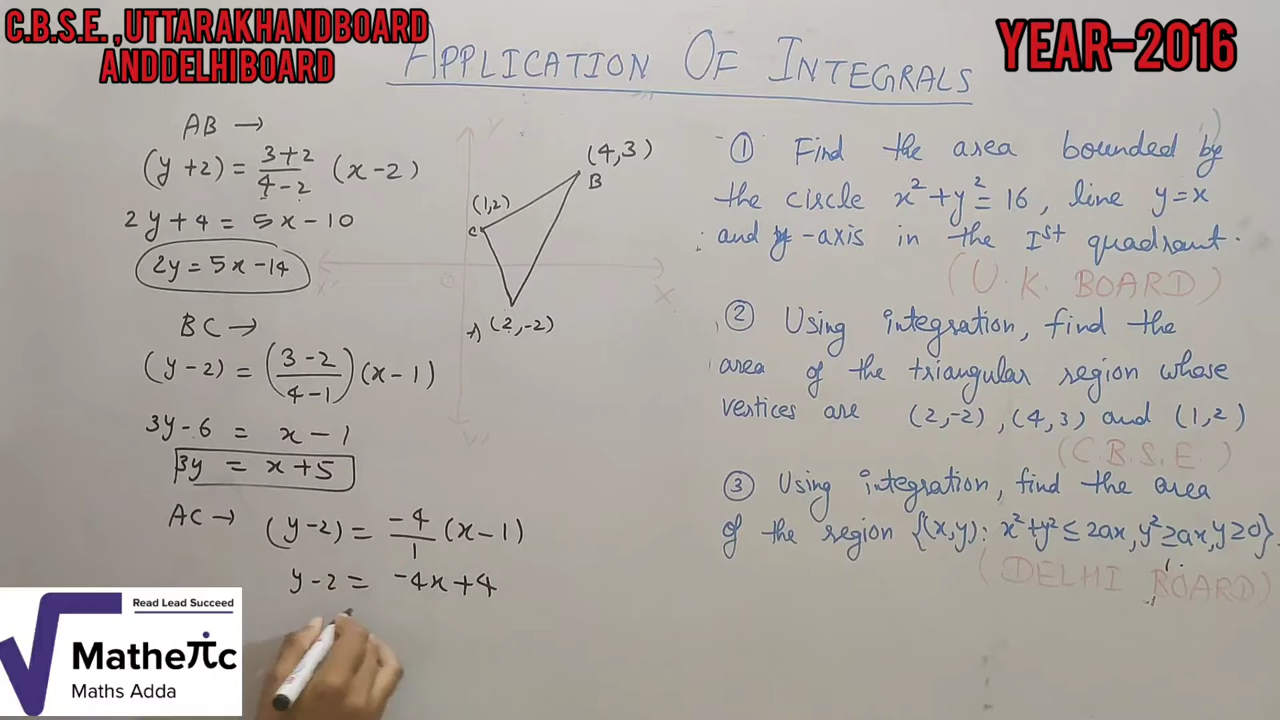 C.B.S.E. ,UTTARAKHANDBOARD
ANDDELHIBOARD
APPLICATION OF INTEGRALS
YEAR-2016
AB →
(y+2) = \frac{3+2}{4-2} (x-2)
2y+4 = 5x-10
2y = 5x-14
BC →
(y-2) = (\frac{3-2}{4-1})(x-1)
3y-6 = x-1
3y = x+5
AC → (y-2) = \frac{-4}{1} (x-1)
y-2 = -4x+4
Y
(4,3)
B
(1,2)
C
X'
O
X
A (2,-2)
Y'
① Find the area bounded by
the circle x²+y²=16, line y=x
and y-axis in the Iˢᵗ quadrant.
(U.K. BOARD)
② Using integration, find the
area of the triangular region whose
vertices are (2,-2), (4,3) and (1,2)
(C.B.S.E.)
③ Using integration, find the area
of the region {(x,y): x²+y² ≤ 2ax, y² ≥ ax, y ≥ 0}.
(DELHI BOARD)
Read Lead Succeed
Matheπc
Maths Adda